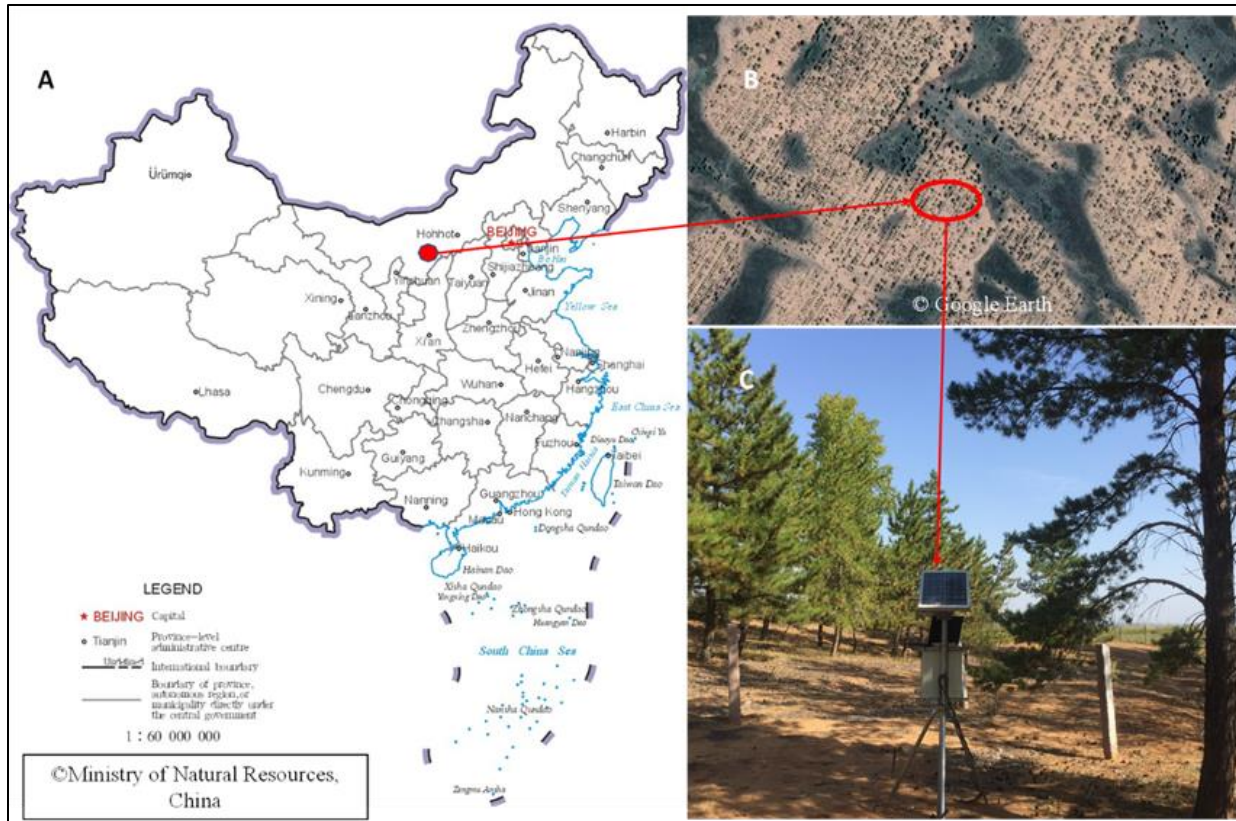 A
B
Harbin
Changchun
Ürümqi
Shenyang
Hohhot
BEIJING
Tianjin
Bo Hai
Yinchuan
Taiyuan
Shijiazhuang
Xining
Jinan
Lanzhou
Yellow Sea
© Google Earth
Zhengzhou
Xi'an
Nanjing
Hefei
Shanghai
C
Lhasa
Chengdu
Wuhan
Hangzhou
Chongqing
Nanchang
Changsha
East China Sea
Fuzhou
Diaoyu Dao
Chiwei Yu
Guiyang
Taibei
Kunming
Taiwan Dao
Nanning
Guangzhou
Macau
Hong Kong
Dongsha Qundao
Haikou
Hainan Dao
Xisha Qundao
LEGEND
Zhongsha Qundao
Huangyan Dao
★ BEIJING Capital
Tianjin
Province-level
administrative centre
South China Sea
International boundary
Boundary of province,
autonomous region, or
municipality directly under
the central government
Nansha Qundao
1:60 000 000
©Ministry of Natural Resources,
China
Zengmu Ansha